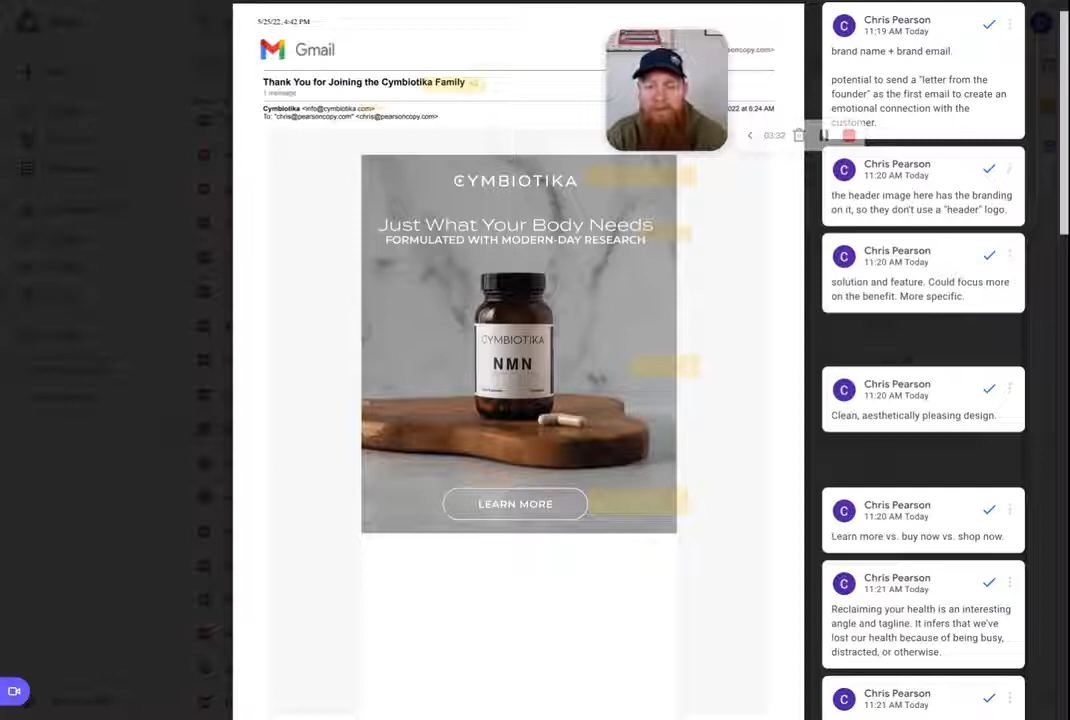 5/25/22, 4:42 PM
Gmail
Thank You for Joining the Cymbiotika Family
1 message
Cymbiotika <info@cymbiotika.com>
To: "chris@pearsoncopy.com" <chris@pearsoncopy.com>
2022 at 6:24 AM
03:32
CYMBIOTIKA
Just What Your Body Needs
FORMULATED WITH MODERN-DAY RESEARCH
CYMBIOTIKA
NMN
LEARN MORE
C
Chris Pearson
11:19 AM Today
brand name + brand email.
potential to send a "letter from the
founder" as the first email to create an
emotional connection with the
customer.
C
Chris Pearson
11:20 AM Today
the header image here has the branding
on it, so they don't use a "header" logo.
C
Chris Pearson
11:20 AM Today
solution and feature. Could focus more
on the benefit. More specific.
C
Chris Pearson
11:20 AM Today
Clean, aesthetically pleasing design.
C
Chris Pearson
11:20 AM Today
Learn more vs. buy now vs. shop now.
C
Chris Pearson
11:21 AM Today
Reclaiming your health is an interesting
angle and tagline. It infers that we've
lost our health because of being busy,
distracted, or otherwise.
C
Chris Pearson
11:21 AM Today